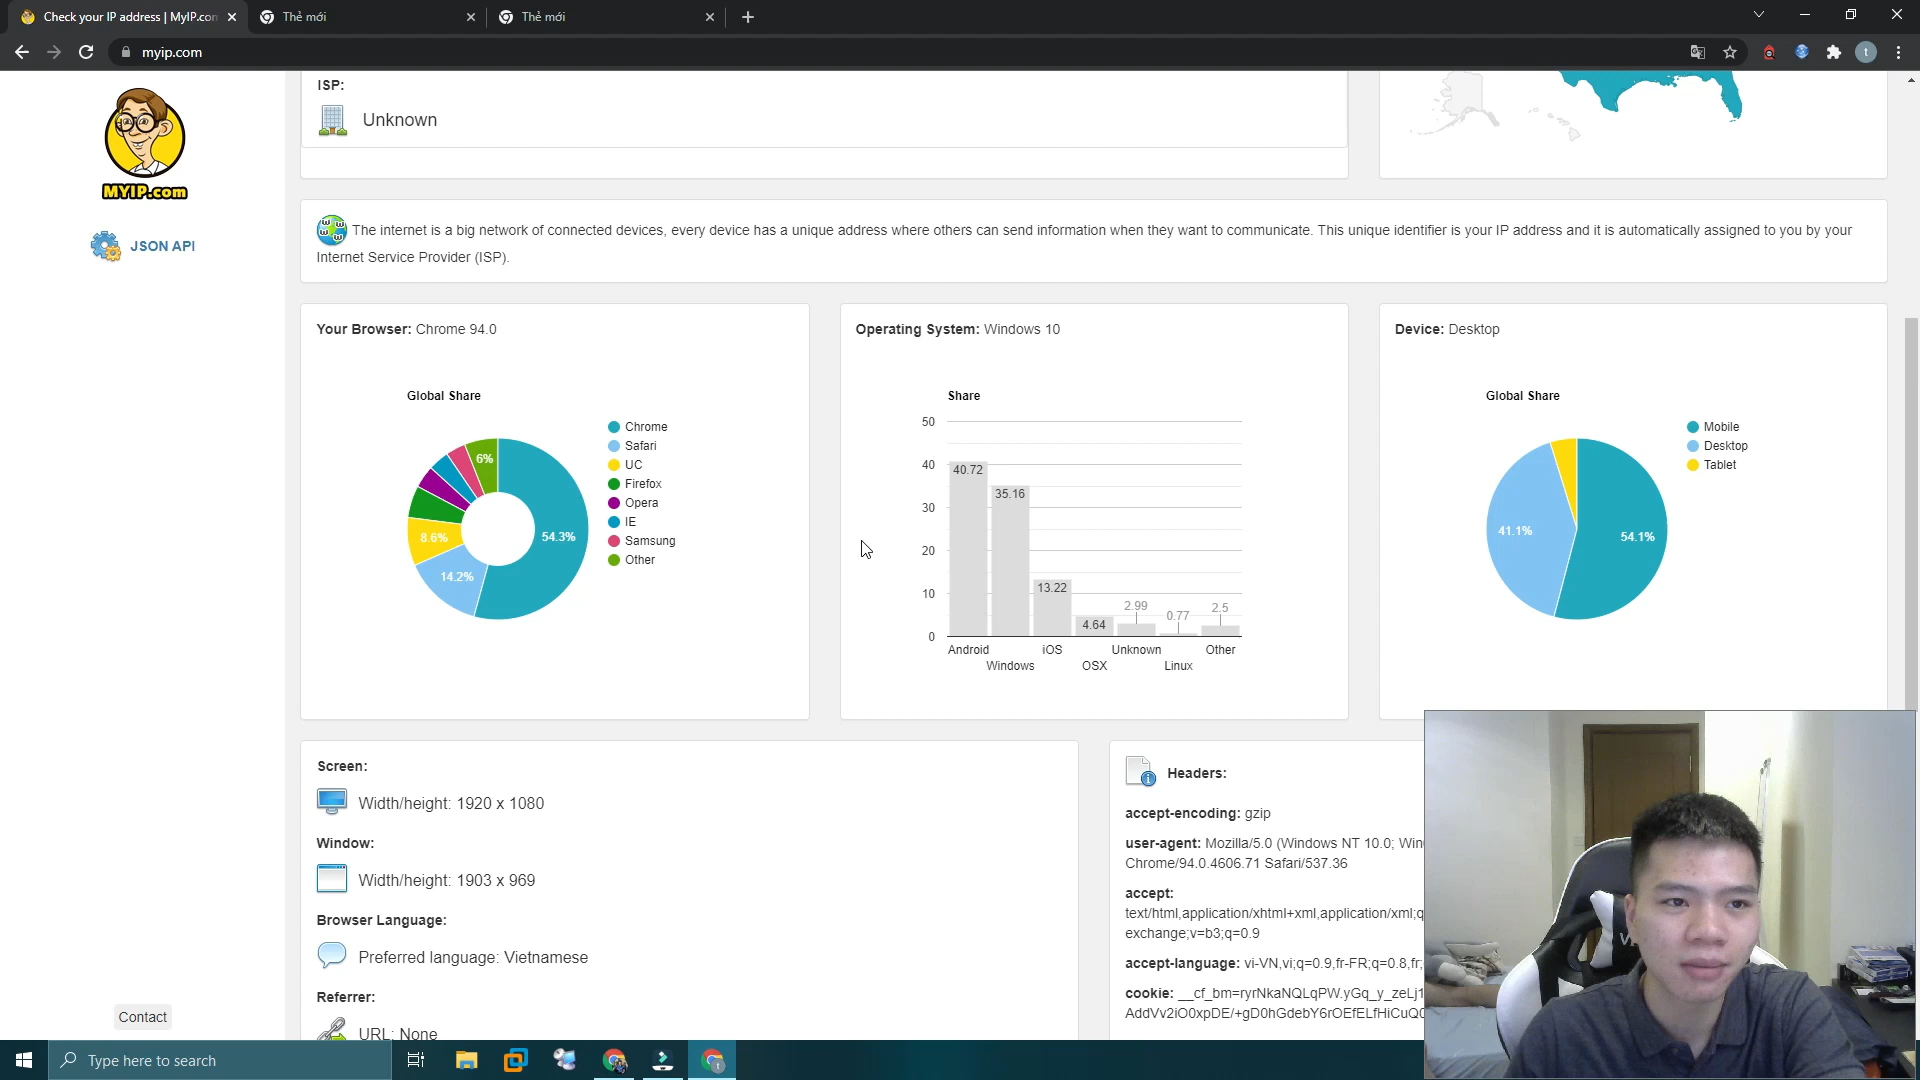 Check your IP address | MyIP.com
Thẻ mới
Thẻ mới
myip.com
t
MYIP.com
JSON API
Contact
ISP:
Unknown
The internet is a big network of connected devices, every device has a unique address where others can send information when they want to communicate. This unique identifier is your IP address and it is automatically assigned to you by your
Internet Service Provider (ISP).
Your Browser: Chrome 94.0
Global Share
54.3%
14.2%
8.6%
6%
Chrome
Safari
UC
Firefox
Opera
IE
Samsung
Other
Operating System: Windows 10
Share
50
40
30
20
10
0
40.72
35.16
13.22
4.64
2.99
0.77
2.5
Android
Windows
iOS
OSX
Unknown
Linux
Other
Device: Desktop
Global Share
41.1%
54.1%
Mobile
Desktop
Tablet
Screen:
Width/height: 1920 x 1080
Window:
Width/height: 1903 x 969
Browser Language:
Preferred language: Vietnamese
Referrer:
URL: None
Headers:
accept-encoding: gzip
user-agent: Mozilla/5.0 (Windows NT 10.0; Win
Chrome/94.0.4606.71 Safari/537.36
accept:
text/html,application/xhtml+xml,application/xml;q
exchange;v=b3;q=0.9
accept-language: vi-VN,vi;q=0.9,fr-FR;q=0.8,fr;
cookie:
Type here to search